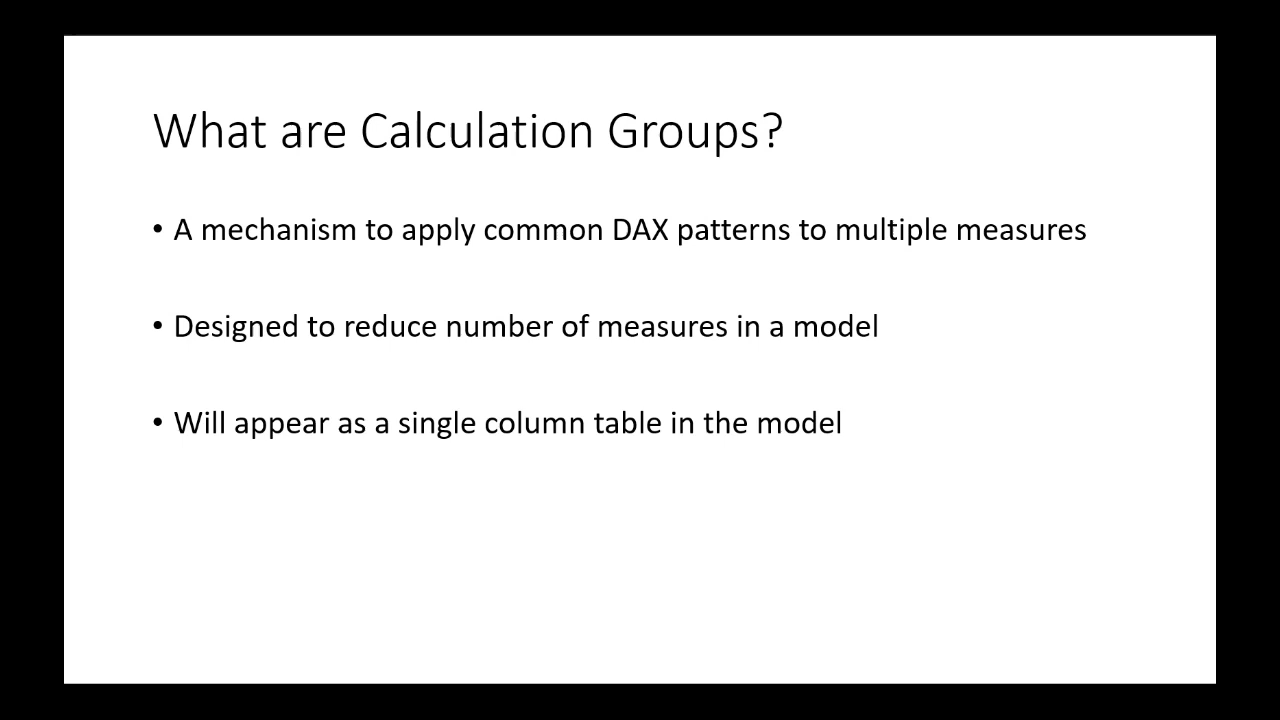 What are Calculation Groups?
• A mechanism to apply common DAX patterns to multiple measures
• Designed to reduce number of measures in a model
• Will appear as a single column table in the model